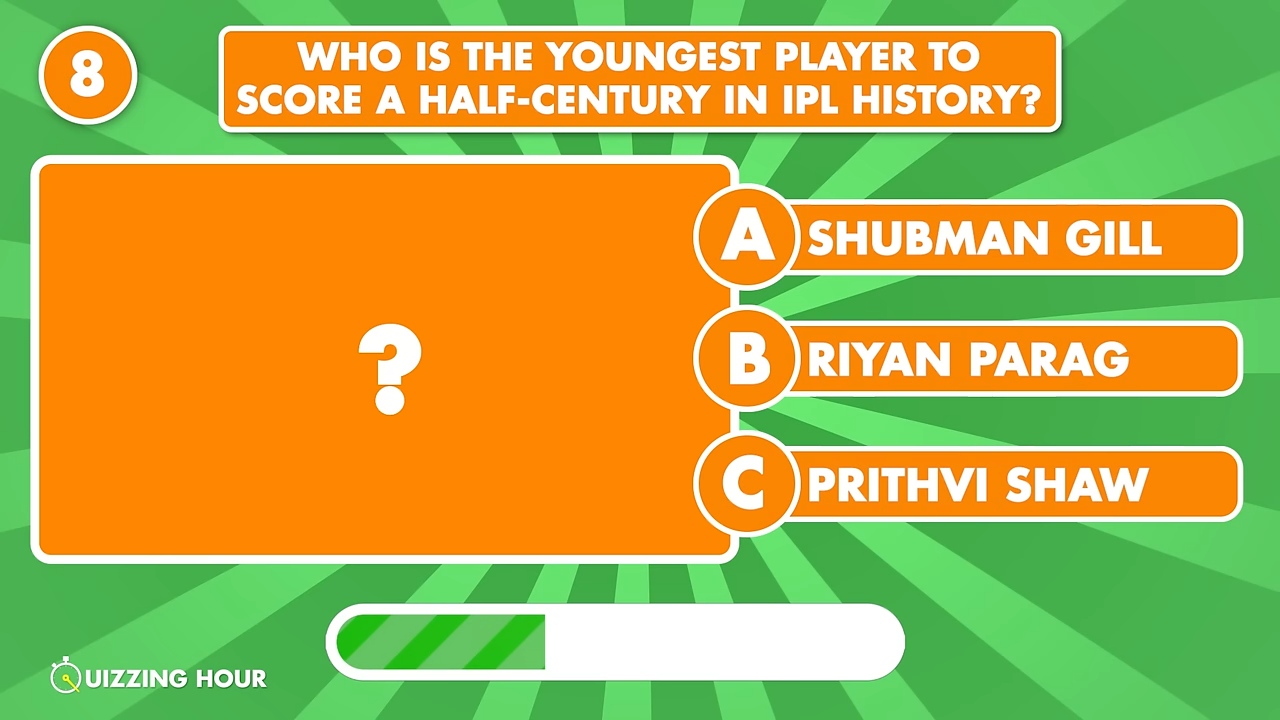 8
WHO IS THE YOUNGEST PLAYER TO
SCORE A HALF-CENTURY IN IPL HISTORY?
?
A SHUBMAN GILL
B RIYAN PARAG
C PRITHVI SHAW
QUIZZING HOUR